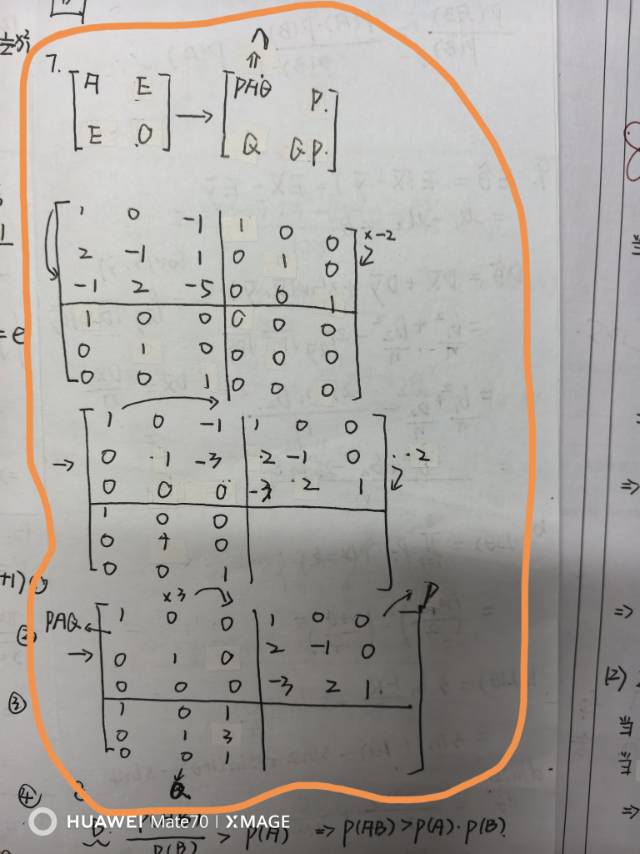 7.
[A E
E O] → [PAQ P.
Q QP.]
⇑
1 0 -1 | 1 0 0
2 -1 1 | 0 1 0
-1 2 -5 | 0 0 1
1 0 0 | 0 0 0
0 1 0 | 0 0 0
0 0 1 | 0 0 0
×-2
→ 1 0 -1 | 1 0 0
0 1 -3 | 2 -1 0
0 0 0 | -3 2 1
1 0 0
0 1 0
0 0 1
×3
PAQ
P
→ 1 0 0 | 1 0 0
0 1 0 | 2 -1 0
0 0 0 | -3 2 1
1 0 1
0 1 3
0 0 1
Q
③
④
(2)
P(B) > P(A) ⇒ P(AB)>P(A)·P(B)
HUAWEI Mate70 | XMAGE